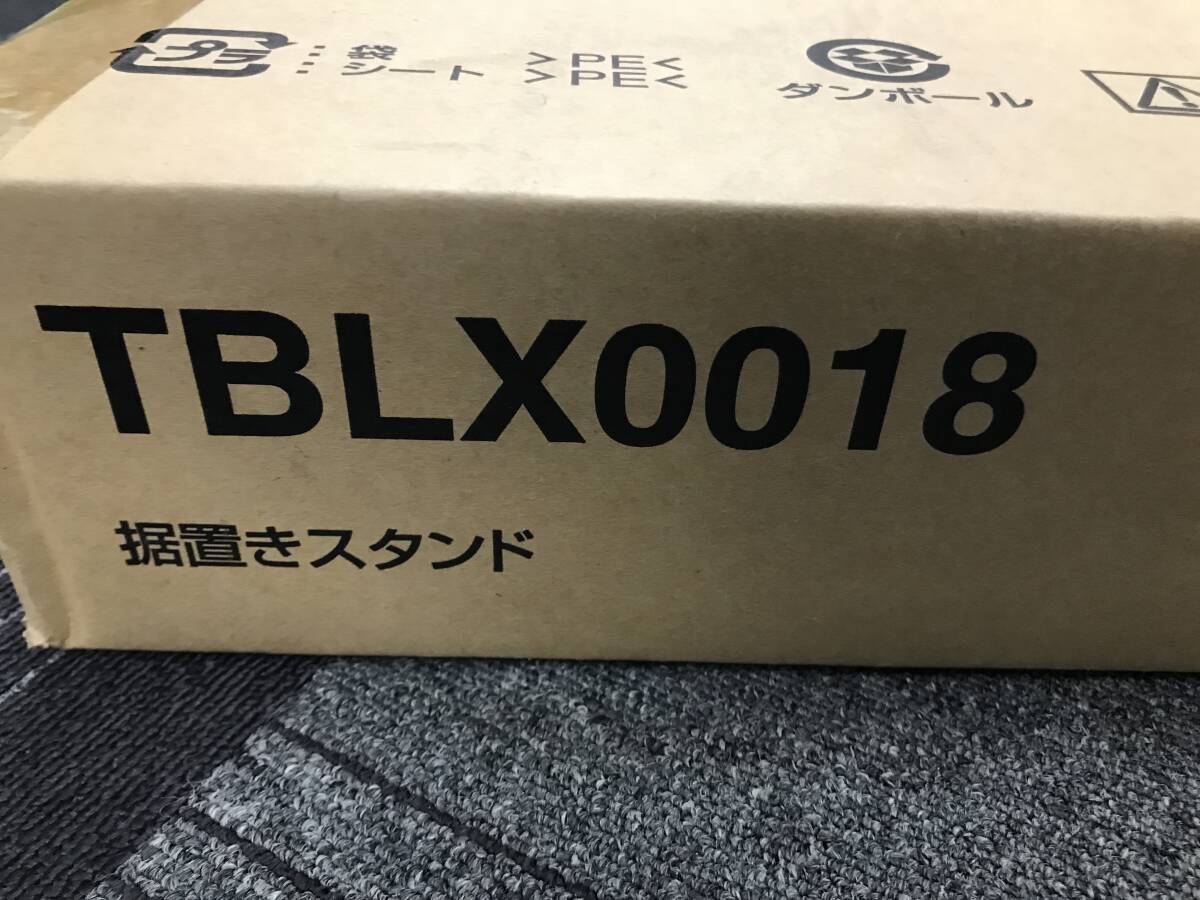 プラ
袋 >PE<
シート >PE<
ダンボール
TBLX0018
据置きスタンド